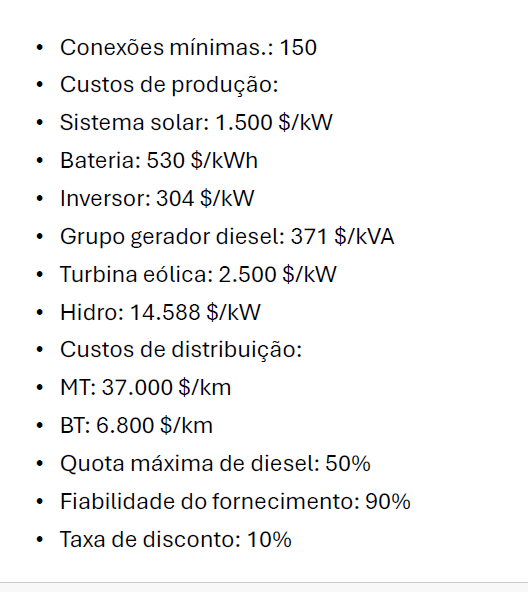 • Conexões mínimas.: 150
• Custos de produção:
• Sistema solar: 1.500 $/kW
• Bateria: 530 $/kWh
• Inversor: 304 $/kW
• Grupo gerador diesel: 371 $/kVA
• Turbina eólica: 2.500 $/kW
• Hidro: 14.588 $/kW
• Custos de distribuição:
• MT: 37.000 $/km
• BT: 6.800 $/km
• Quota máxima de diesel: 50%
• Fiabilidade do fornecimento: 90%
• Taxa de disconto: 10%